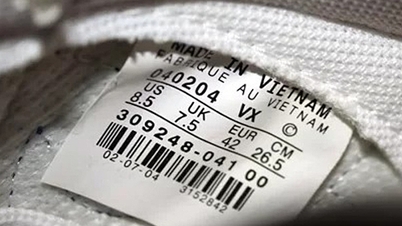 MADE IN VIETNAM
FABRIQUE AU VIETNAM
040204 VX ©
US UK EUR CM
8.5 7.5 42 26.5
309248-041 00
02-07-04 3152842